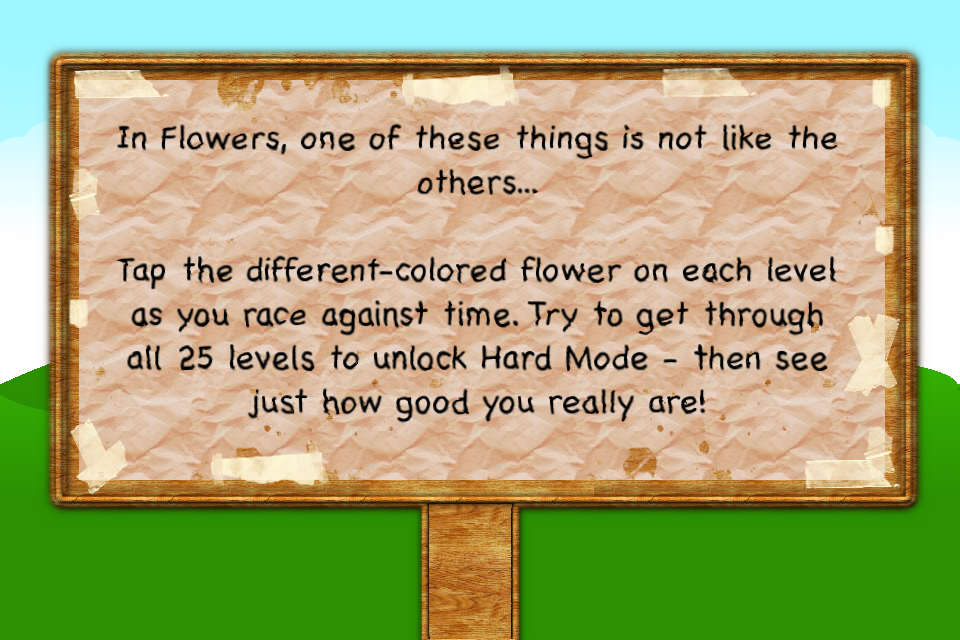 In Flowers, one of these things is not like the
others...
Tap the different-colored flower on each level
as you race against time. Try to get through
all 25 levels to unlock Hard Mode - then see
just how good you really are!